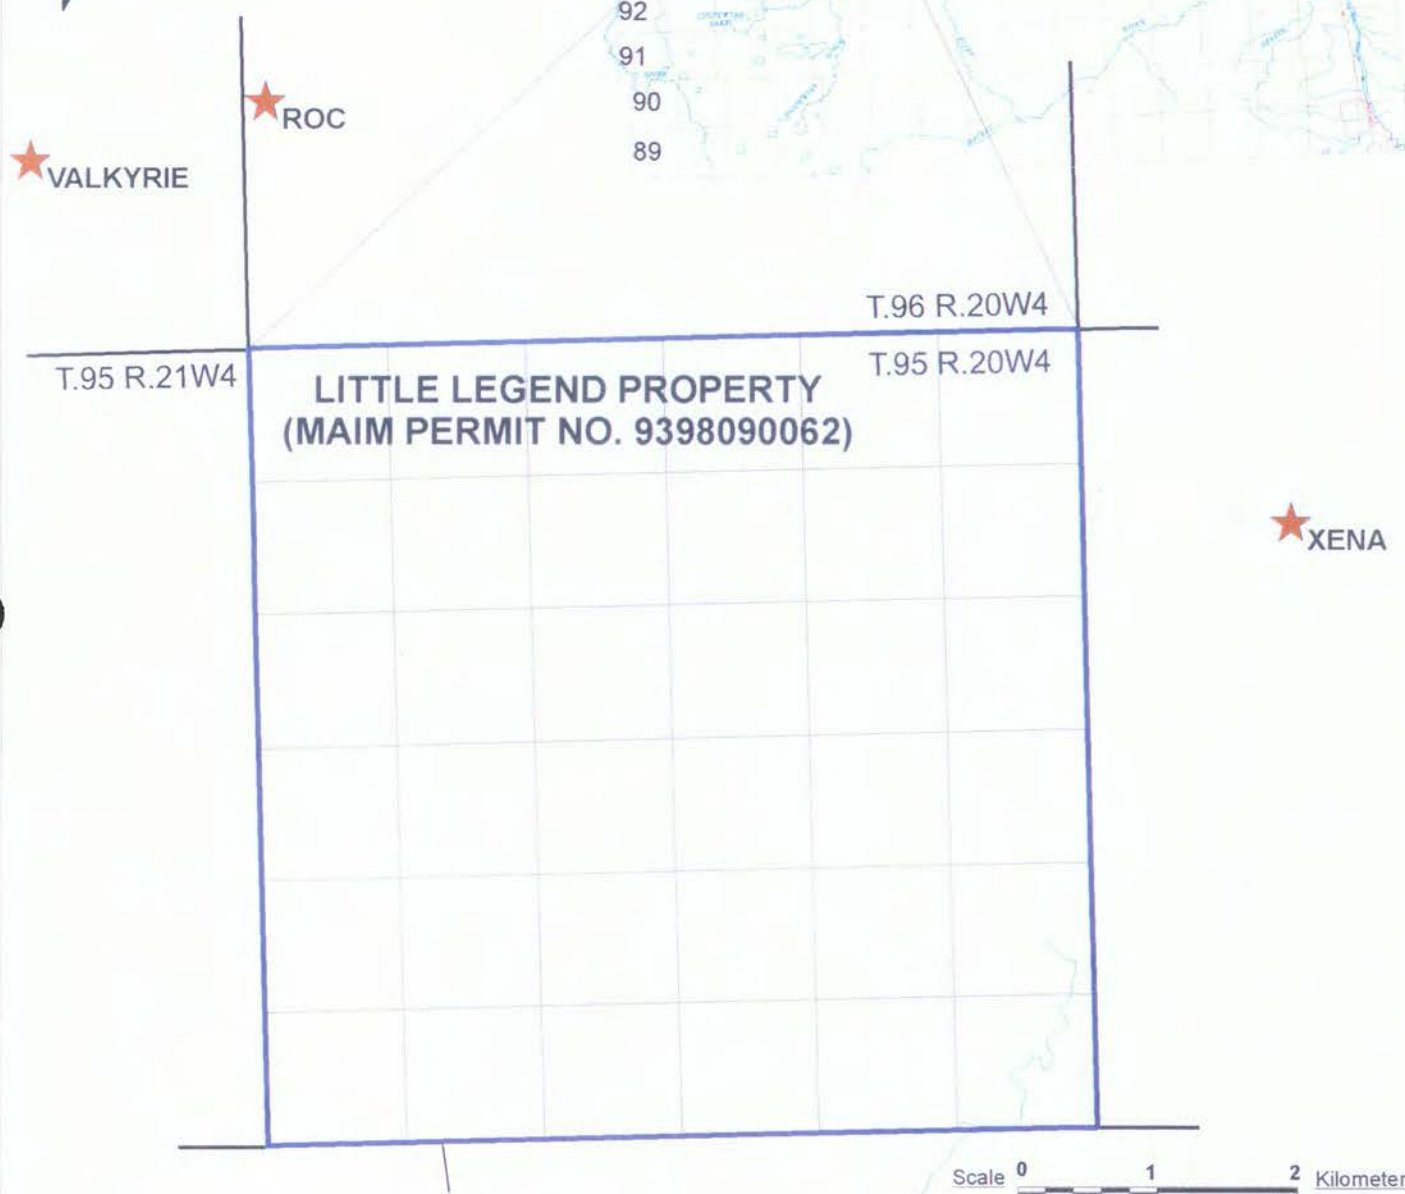 92
91
90
89
ROC
VALKYRIE
T.96 R.20W4
T.95 R.21W4
T.95 R.20W4
LITTLE LEGEND PROPERTY
(MAIM PERMIT NO. 9398090062)
XENA
Scale 0 1 2 Kilometer